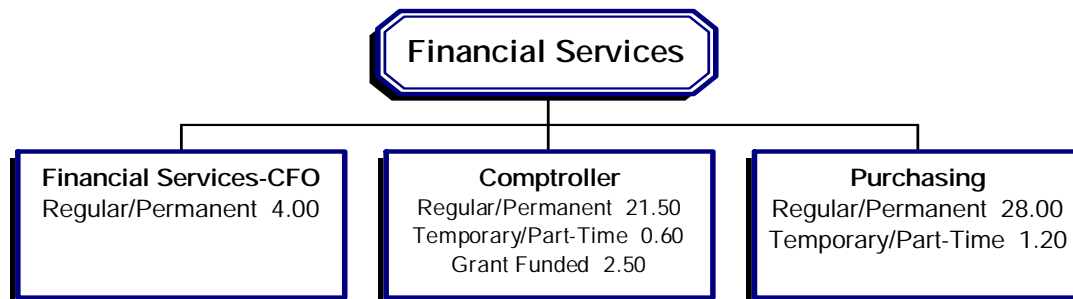 Financial Services
Financial Services-CFO
Regular/Permanent 4.00
Comptroller
Regular/Permanent 21.50
Temporary/Part-Time 0.60
Grant Funded 2.50
Purchasing
Regular/Permanent 28.00
Temporary/Part-Time 1.20